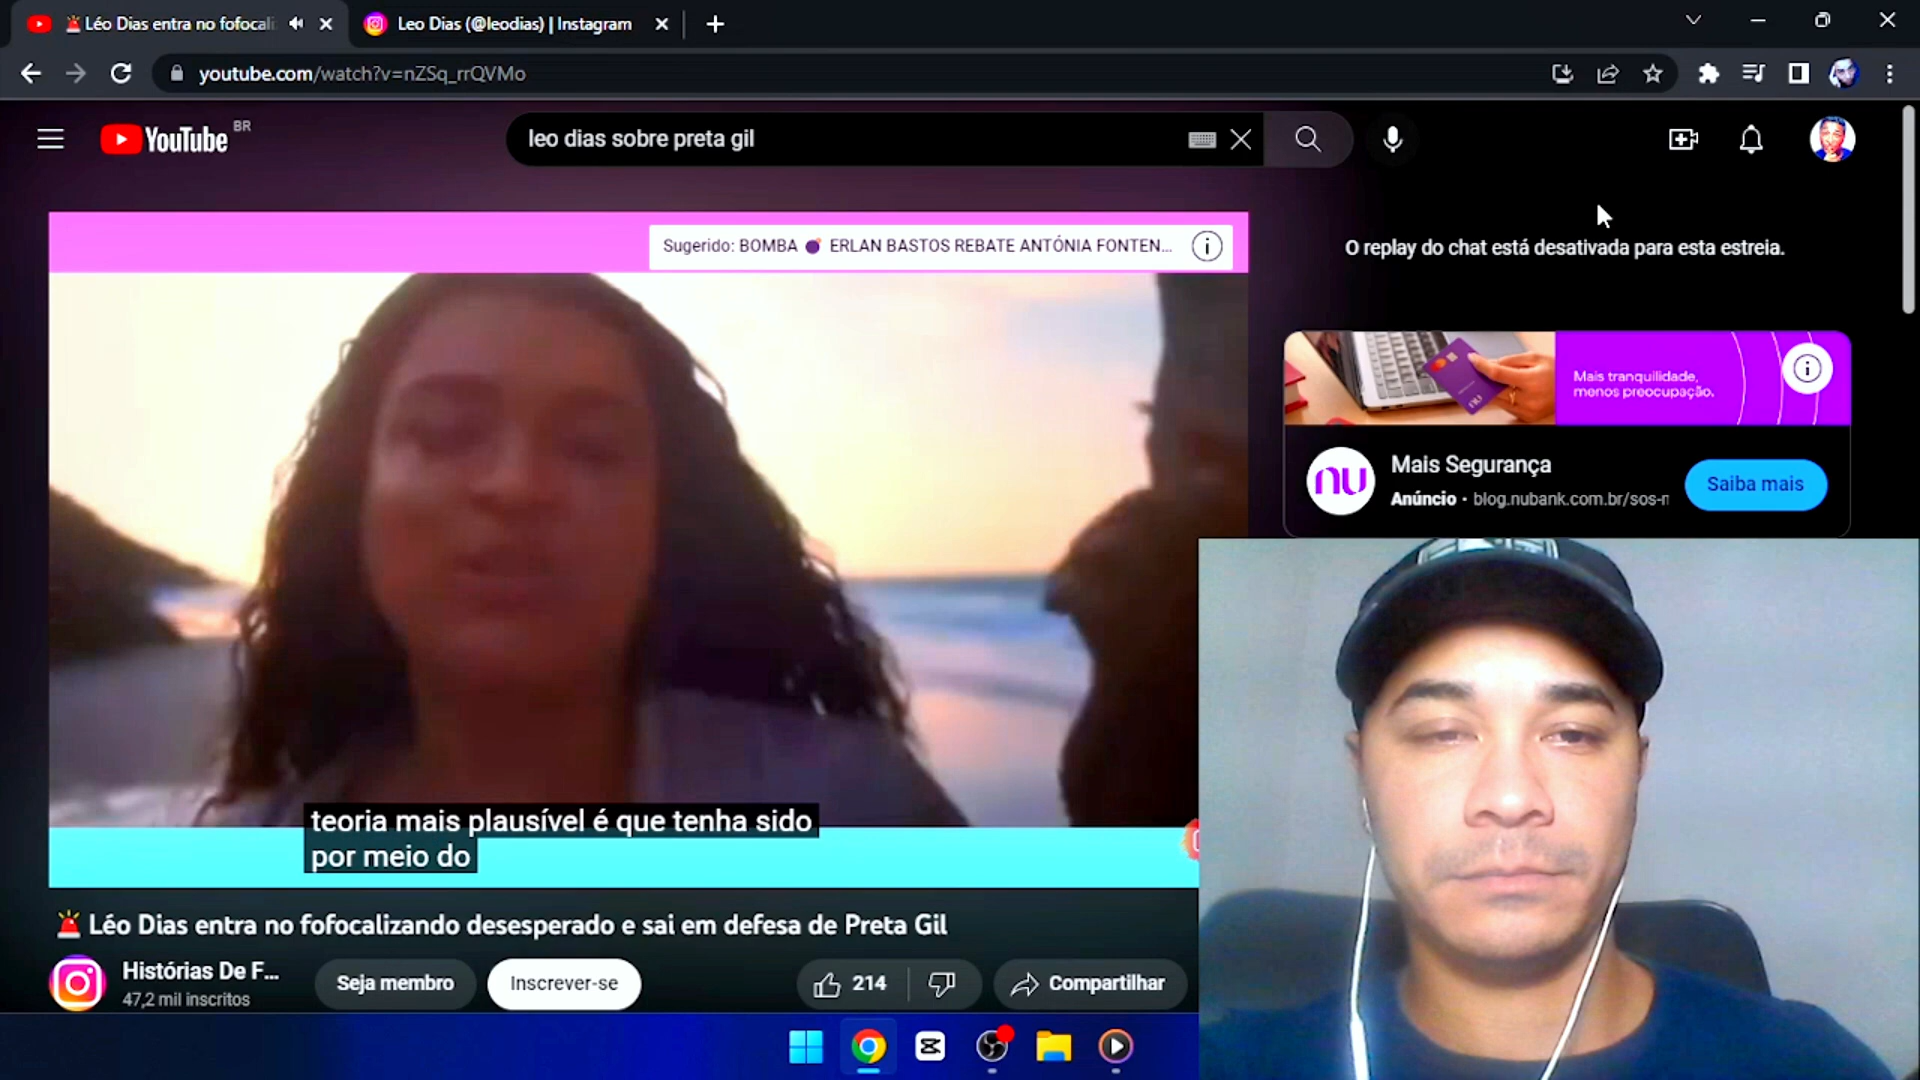 🚨Léo Dias entra no fofocali
Leo Dias (@leodias) | Instagram
youtube.com/watch?v=nZSq_rrQVMo
YouTube BR
leo dias sobre preta gil
Sugerido: BOMBA 💣 ERLAN BASTOS REBATE ANTÓNIA FONTEN...
O replay do chat está desativada para esta estreia.
Mais tranquilidade,
menos preocupação.
nu
nu
Mais Segurança
Anúncio · blog.nubank.com.br/sos-n
Saiba mais
teoria mais plausível é que tenha sido
por meio do
🚨 Léo Dias entra no fofocalizando desesperado e sai em defesa de Preta Gil
Histórias De F...
47,2 mil inscritos
Seja membro
Inscrever-se
214
Compartilhar